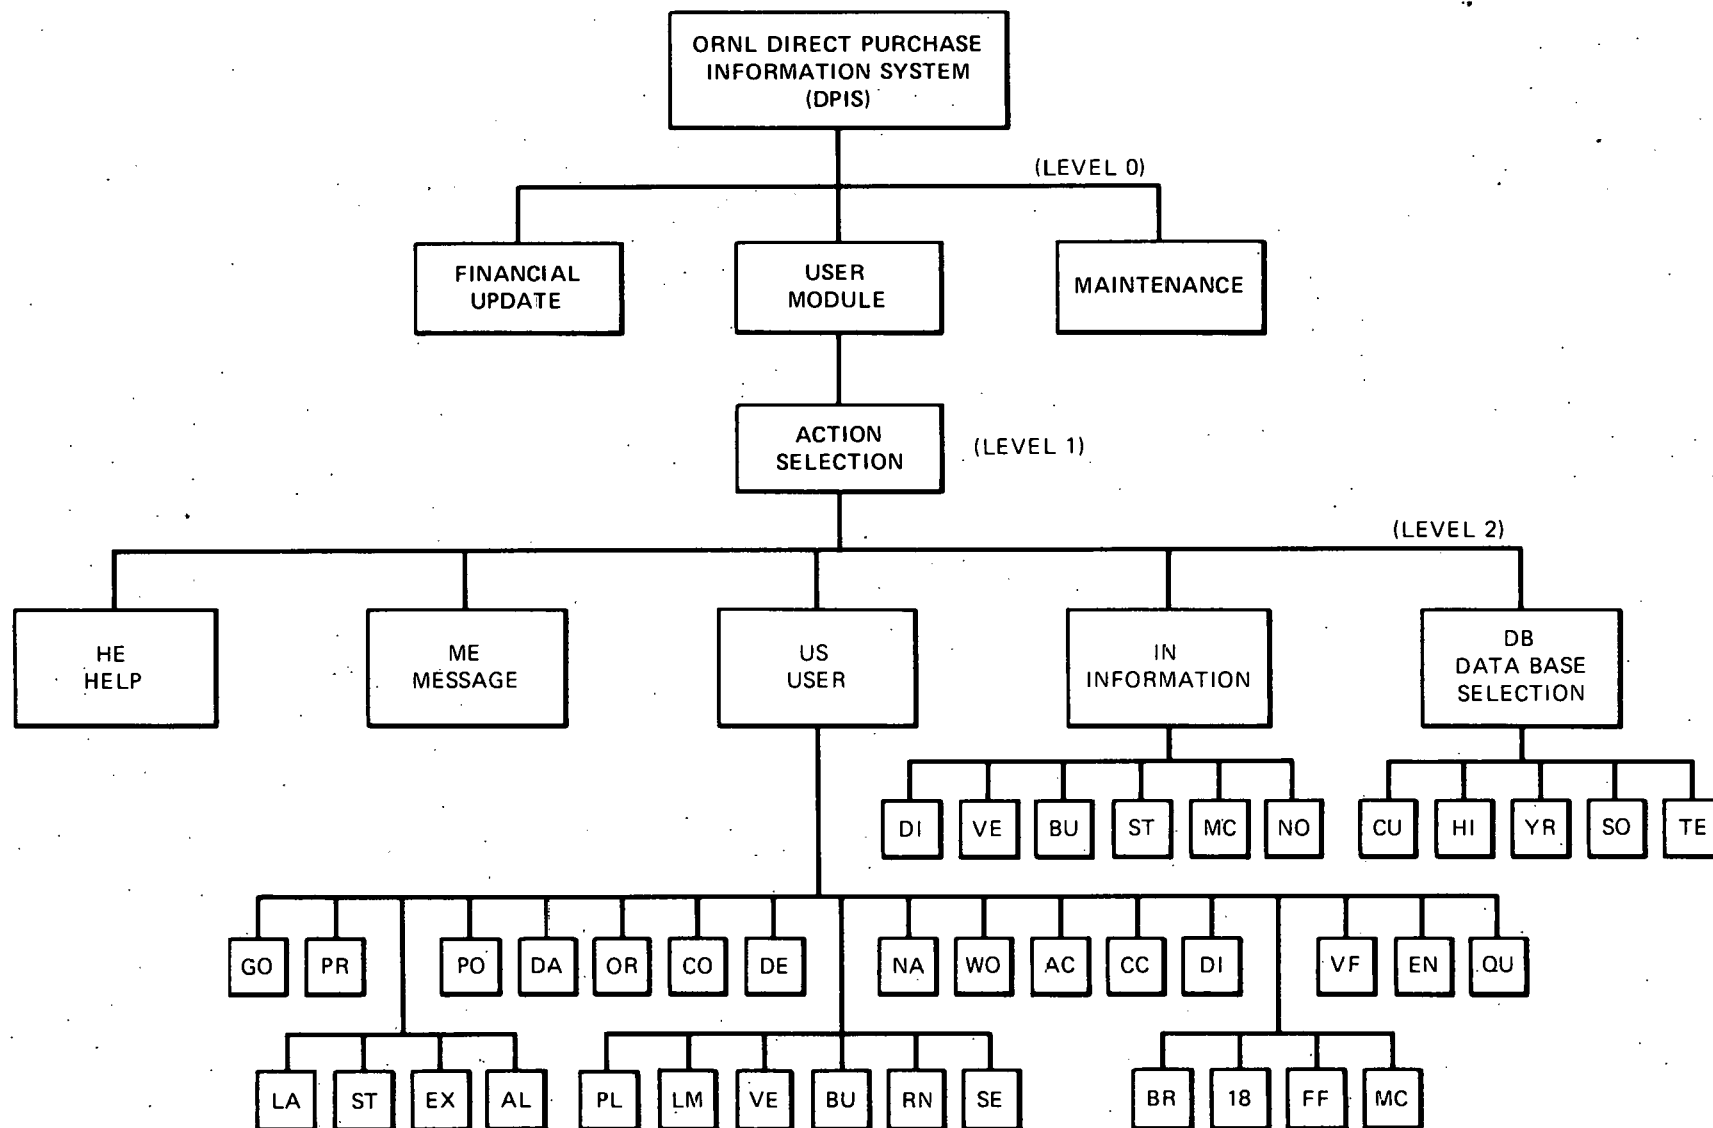 ORNL DIRECT PURCHASE
INFORMATION SYSTEM
(DPIS)
(LEVEL 0)
FINANCIAL
UPDATE
USER
MODULE
MAINTENANCE
ACTION
SELECTION
(LEVEL 1)
(LEVEL 2)
HE
HELP
ME
MESSAGE
US
USER
IN
INFORMATION
DB
DATA BASE
SELECTION
DI VE BU ST MC NO CU HI YR SO TE
GO PR PO DA OR CO DE NA WO AC CC DI VF EN QU
LA ST EX AL PL LM VE BU RN SE BR 18 FF MC